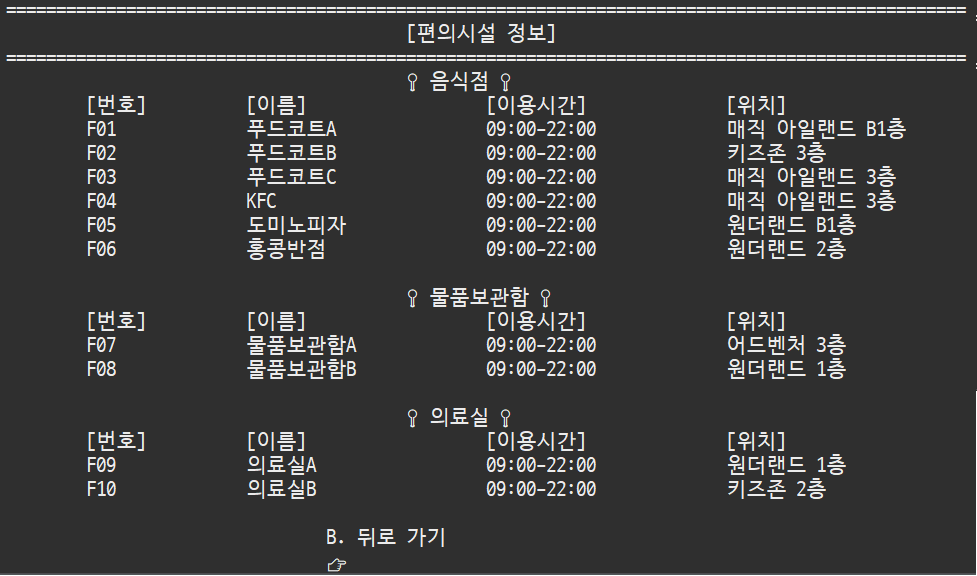 ================================================================================================
[편의시설 정보]
================================================================================================
음식점
[번호] [이름] [이용시간] [위치]
F01 푸드코트A 09:00-22:00 매직 아일랜드 B1층
F02 푸드코트B 09:00-22:00 키즈존 3층
F03 푸드코트C 09:00-22:00 매직 아일랜드 3층
F04 KFC 09:00-22:00 매직 아일랜드 3층
F05 도미노피자 09:00-22:00 원더랜드 B1층
F06 홍콩반점 09:00-22:00 원더랜드 2층
물품보관함
[번호] [이름] [이용시간] [위치]
F07 물품보관함A 09:00-22:00 어드벤처 3층
F08 물품보관함B 09:00-22:00 원더랜드 1층
의료실
[번호] [이름] [이용시간] [위치]
F09 의료실A 09:00-22:00 원더랜드 1층
F10 의료실B 09:00-22:00 키즈존 2층
B. 뒤로 가기
☞